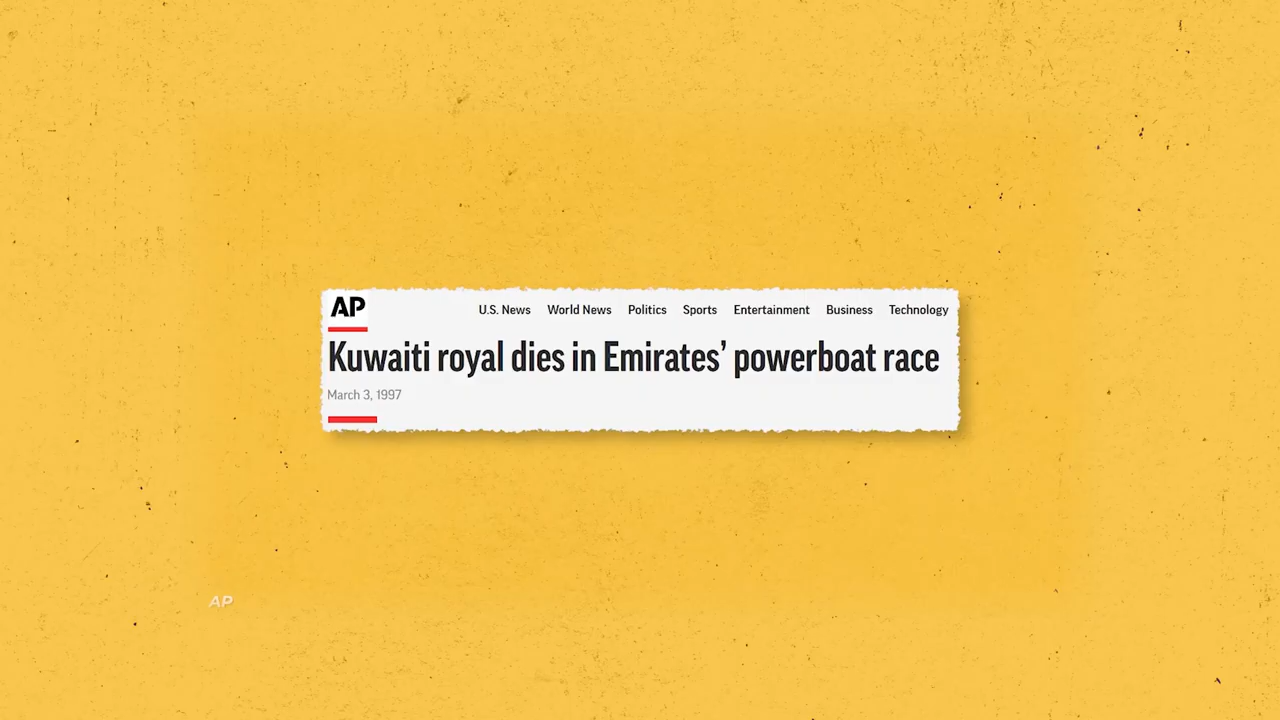 AP
U.S. News World News Politics Sports Entertainment Business Technology
Kuwaiti royal dies in Emirates’ powerboat race
March 3, 1997
AP